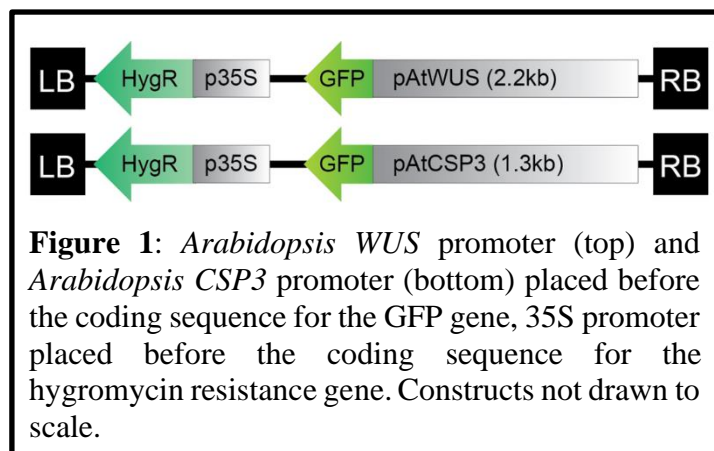 LB HygR p35S GFP pAtWUS (2.2kb) RB
LB HygR p35S GFP pAtCSP3 (1.3kb) RB
Figure 1: Arabidopsis WUS promoter (top) and
Arabidopsis CSP3 promoter (bottom) placed before
the coding sequence for the GFP gene, 35S promoter
placed before the coding sequence for the
hygromycin resistance gene. Constructs not drawn to
scale.